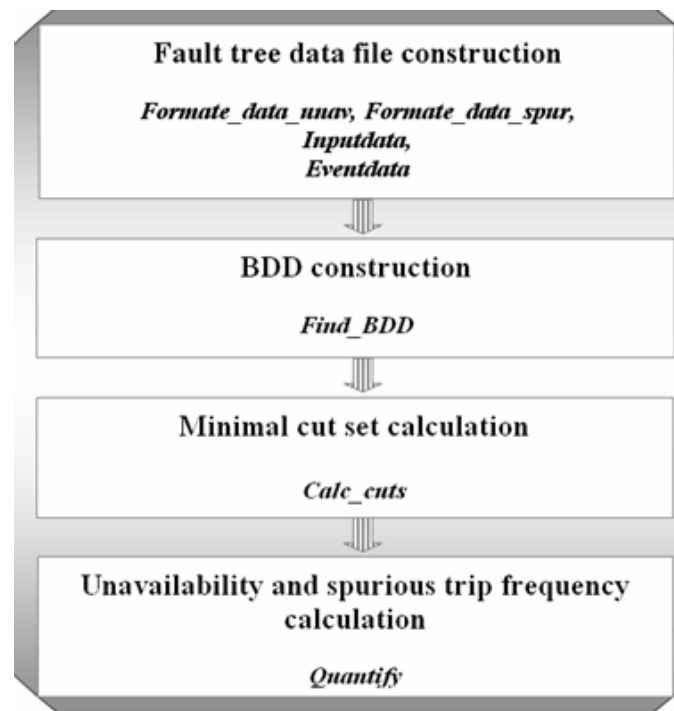 Fault tree data file construction
Formate_data_unav, Formate_data_spur,
Inputdata,
Eventdata
BDD construction
Find_BDD
Minimal cut set calculation
Calc_cuts
Unavailability and spurious trip frequency
calculation
Quantify